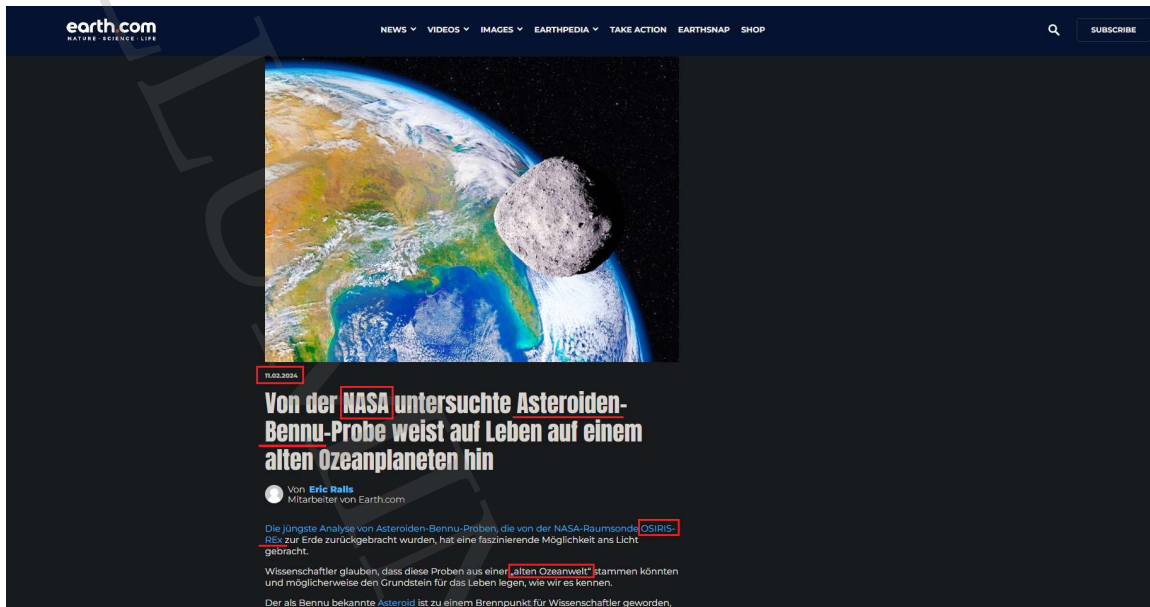 earth.com
NATURE · SCIENCE · LIFE
NEWS VIDEOS IMAGES EARTHPEDIA TAKE ACTION EARTHSNAP SHOP
SUBSCRIBE
11.02.2024
Von der NASA untersuchte Asteroiden-
Bennu-Probe weist auf Leben auf einem
alten Ozeanplaneten hin
Von Eric Ralls
Mitarbeiter von Earth.com
Die jüngste Analyse von Asteroiden-Bennu-Proben, die von der NASA-Raumsonde OSIRIS-
REx zur Erde zurückgebracht wurden, hat eine faszinierende Möglichkeit ans Licht
gebracht.
Wissenschaftler glauben, dass diese Proben aus einer „alten Ozeanwelt“ stammen könnten
und möglicherweise den Grundstein für das Leben legen, wie wir es kennen.
Der als Bennu bekannte Asteroid ist zu einem Brennpunkt für Wissenschaftler geworden,